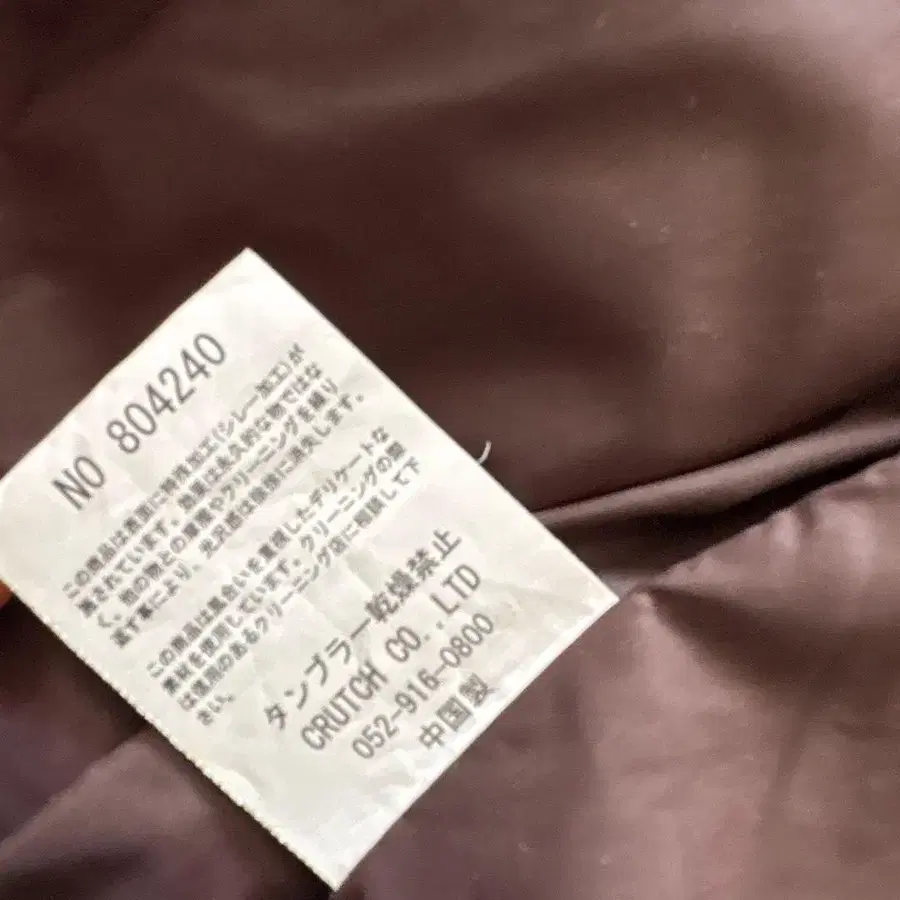 NO 804240
この商品は表面に特殊加工(シレー加工)が
施されています。効果は永久的な物ではな
く、他の物との摩擦やクリーニングを繰り
返す事により、光沢感は徐々に消失します。
この商品は風合いを重視したデリケートな
素材を使用しています。クリーニングの際
は信用のあるクリーニング店に相談して下
さい。
タンブラー乾燥禁止
CRUTCH CO.,LTD
052-916-0800
中国製